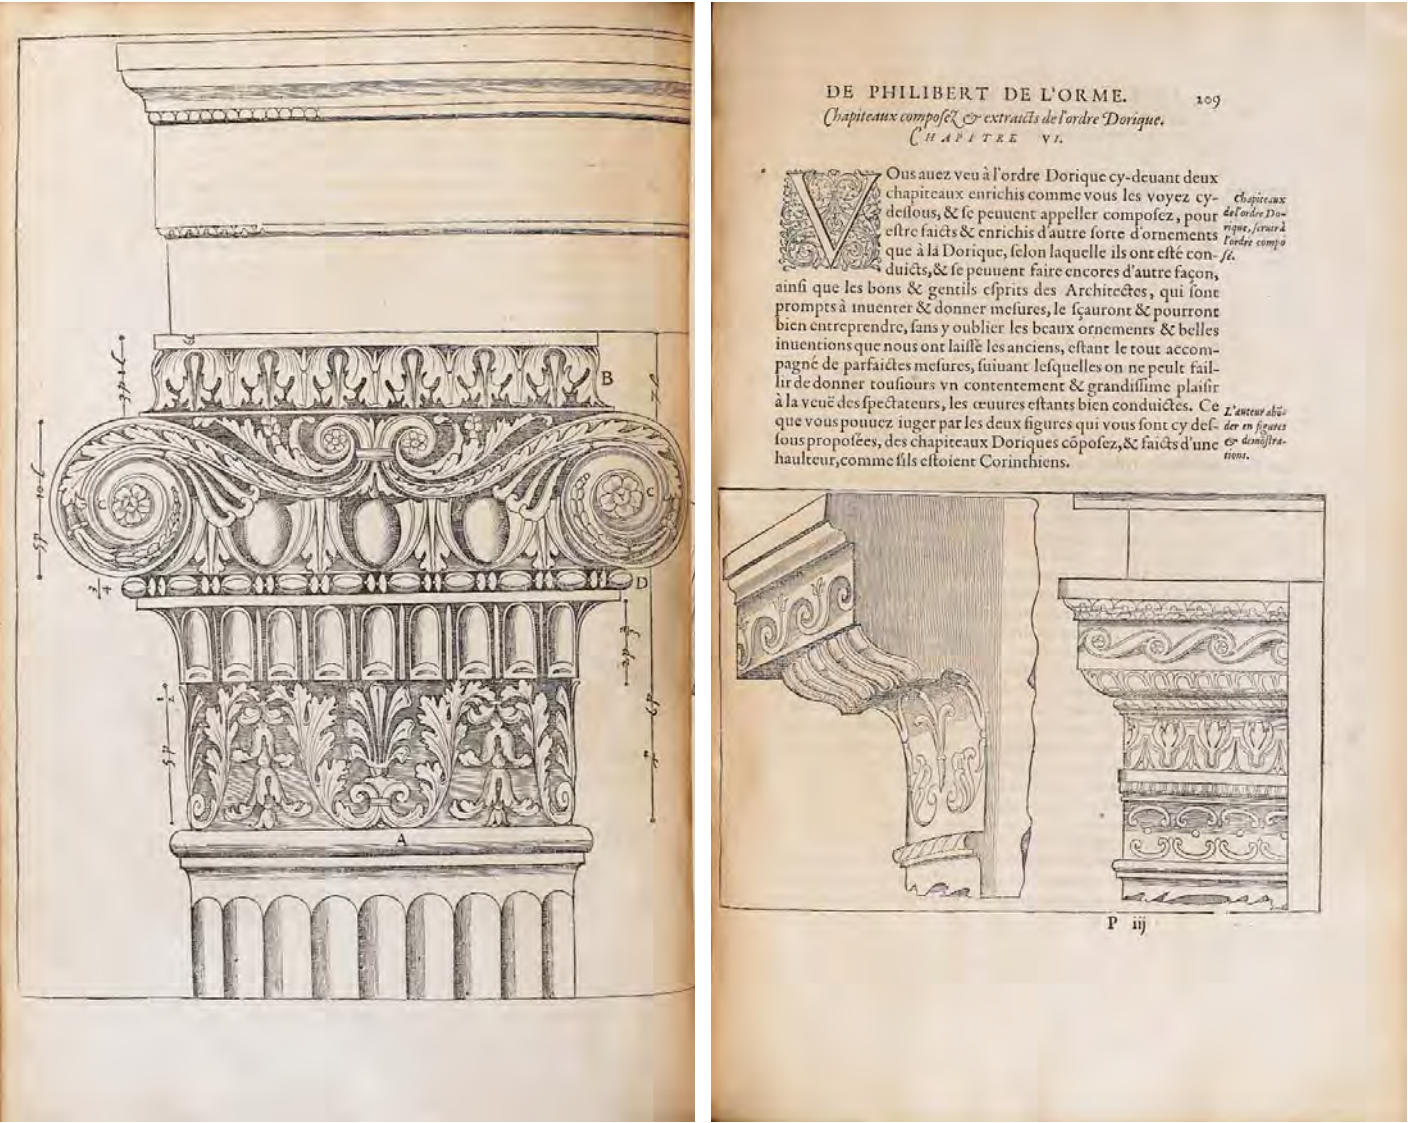 B
C
C
D
A
DE PHILIBERT DE L'ORME.
209
Chapiteaux composeZ & extraicts de l'ordre Dorique.
CHAPITRE VI.
VOus auez veu à l'ordre Dorique cy-deuant deux
chapiteaux enrichis comme vous les voyez cy-
dessous, & se peuuent appeller composez, pour
estre faicts & enrichis d'autre sorte d'ornements
que à la Dorique, selon laquelle ils ont esté con-
duicts, & se peuuent faire encores d'autre façon,
ainsi que les bons & gentils esprits des Architectes, qui sont
prompts à inuenter & donner mesures, le sçauront & pourront
bien entreprendre, sans y oublier les beaux ornements & belles
inuentions que nous ont laissé les anciens, estant le tout accom-
pagné de parfaictes mesures, suiuant lesquelles on ne peult fail-
lir de donner tousiours vn contentement & grandissime plaisir
à la veuë des spectateurs, les œuures estants bien conduictes. Ce
que vous pouuez iuger par les deux figures qui vous sont cy des-
sous proposées, des chapiteaux Doriques cõposez, & faicts d'une
haulteur, comme s'ils estoient Corinthiens.
Chapiteaux
de l'ordre Do-
rique, seruir à
l'ordre compo
sé.
L'auteur abõ-
der en figures
& demõstra-
tions.
P iij